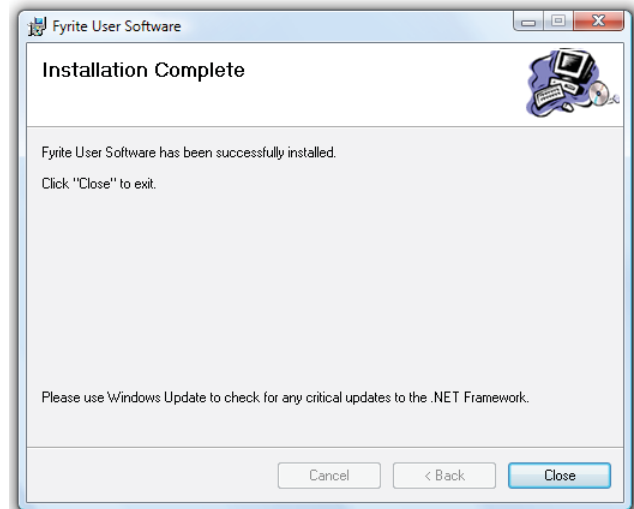 Fyrite User Software
Installation Complete
Fyrite User Software has been successfully installed.
Click "Close" to exit.
Please use Windows Update to check for any critical updates to the .NET Framework.
Cancel
< Back
Close